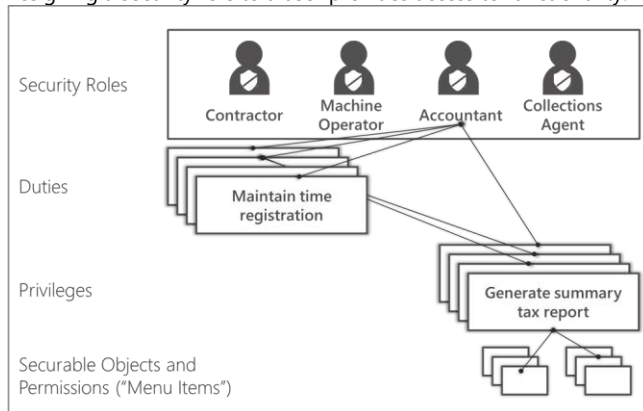 Security Roles
Contractor
Machine
Operator
Accountant
Collections
Agent
Duties
Maintain time
registration
Privileges
Generate summary
tax report
Securable Objects and
Permissions ("Menu Items")